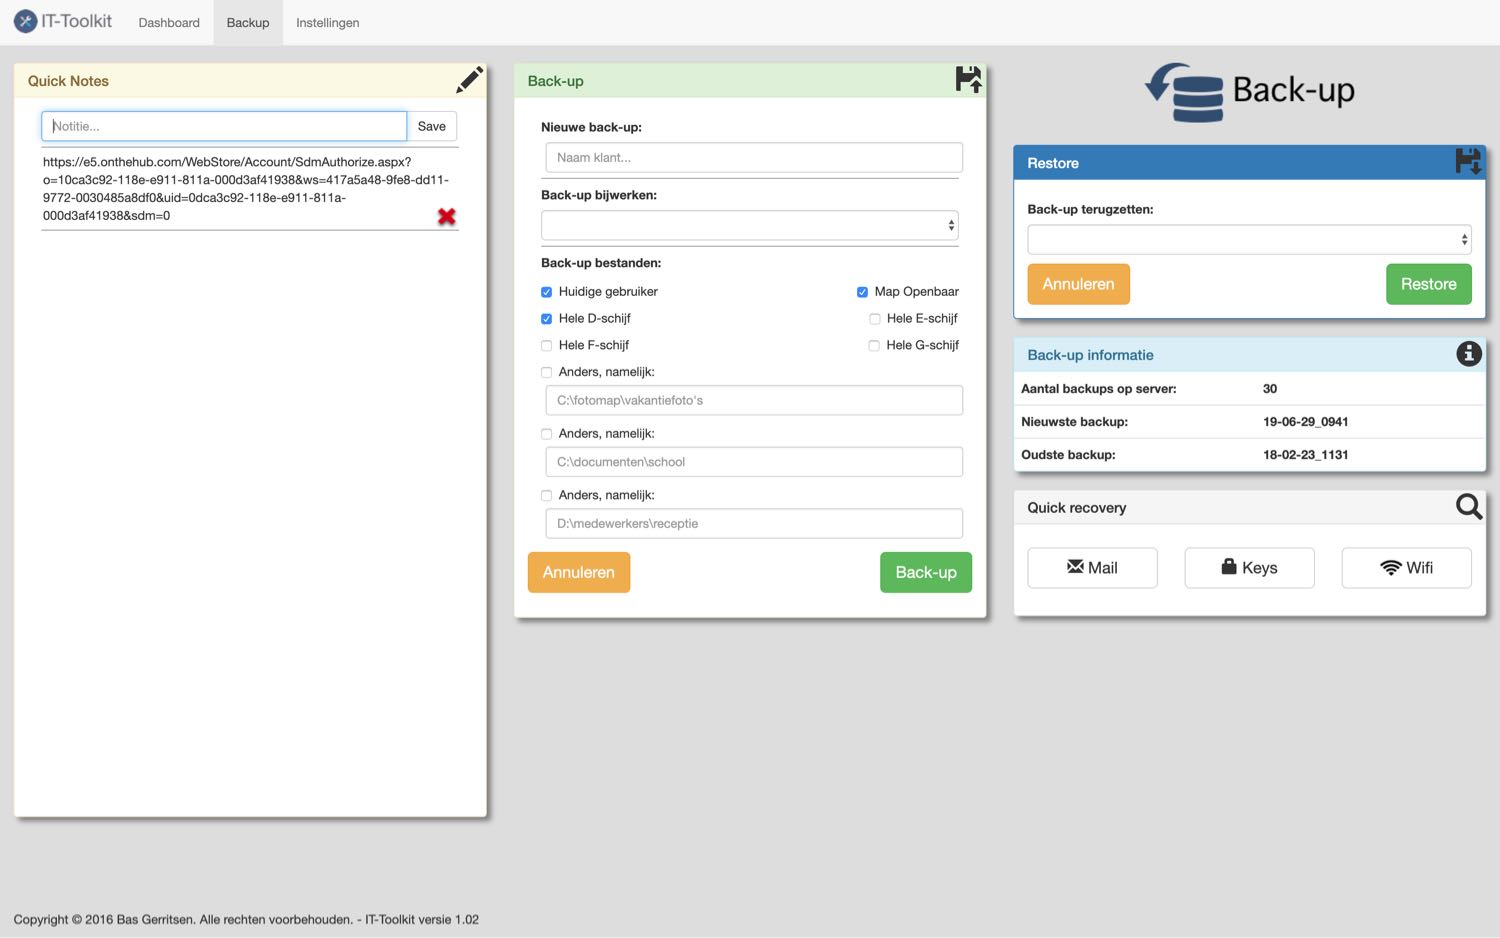 IT-Toolkit
Dashboard
Backup
Instellingen
Quick Notes
Notitie...
Save
https://e5.onthehub.com/WebStore/Account/SdmAuthorize.aspx?
o=10ca3c92-118e-e911-811a-000d3af41938&ws=417a5a48-9fe8-dd11-
9772-0030485a8df0&uid=0dca3c92-118e-e911-811a-
000d3af41938&sdm=0
Back-up
Nieuwe back-up:
Naam klant...
Back-up bijwerken:
Back-up bestanden:
Huidige gebruiker
Map Openbaar
Hele D-schijf
Hele E-schijf
Hele F-schijf
Hele G-schijf
Anders, namelijk:
C:\fotomap\vakantiefoto's
Anders, namelijk:
C:\documenten\school
Anders, namelijk:
D:\medewerkers\receptie
Annuleren
Back-up
Back-up
Restore
Back-up terugzetten:
Annuleren
Restore
Back-up informatie
Aantal backups op server: 30
Nieuwste backup: 19-06-29_0941
Oudste backup: 18-02-23_1131
Quick recovery
Mail
Keys
Wifi
Copyright © 2016 Bas Gerritsen. Alle rechten voorbehouden. - IT-Toolkit versie 1.02